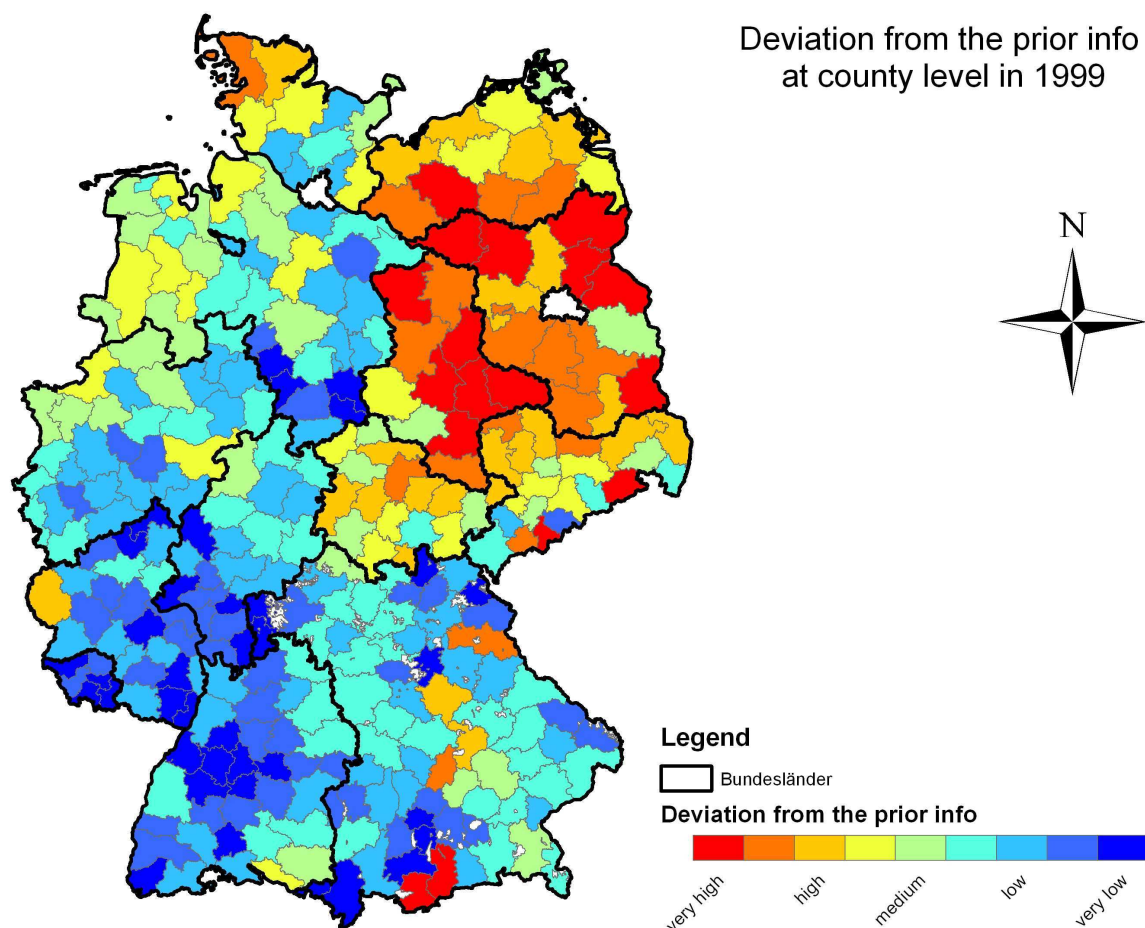 Deviation from the prior info
at county level in 1999
N
Legend
Bundesländer
Deviation from the prior info
very high
high
medium
low
very low